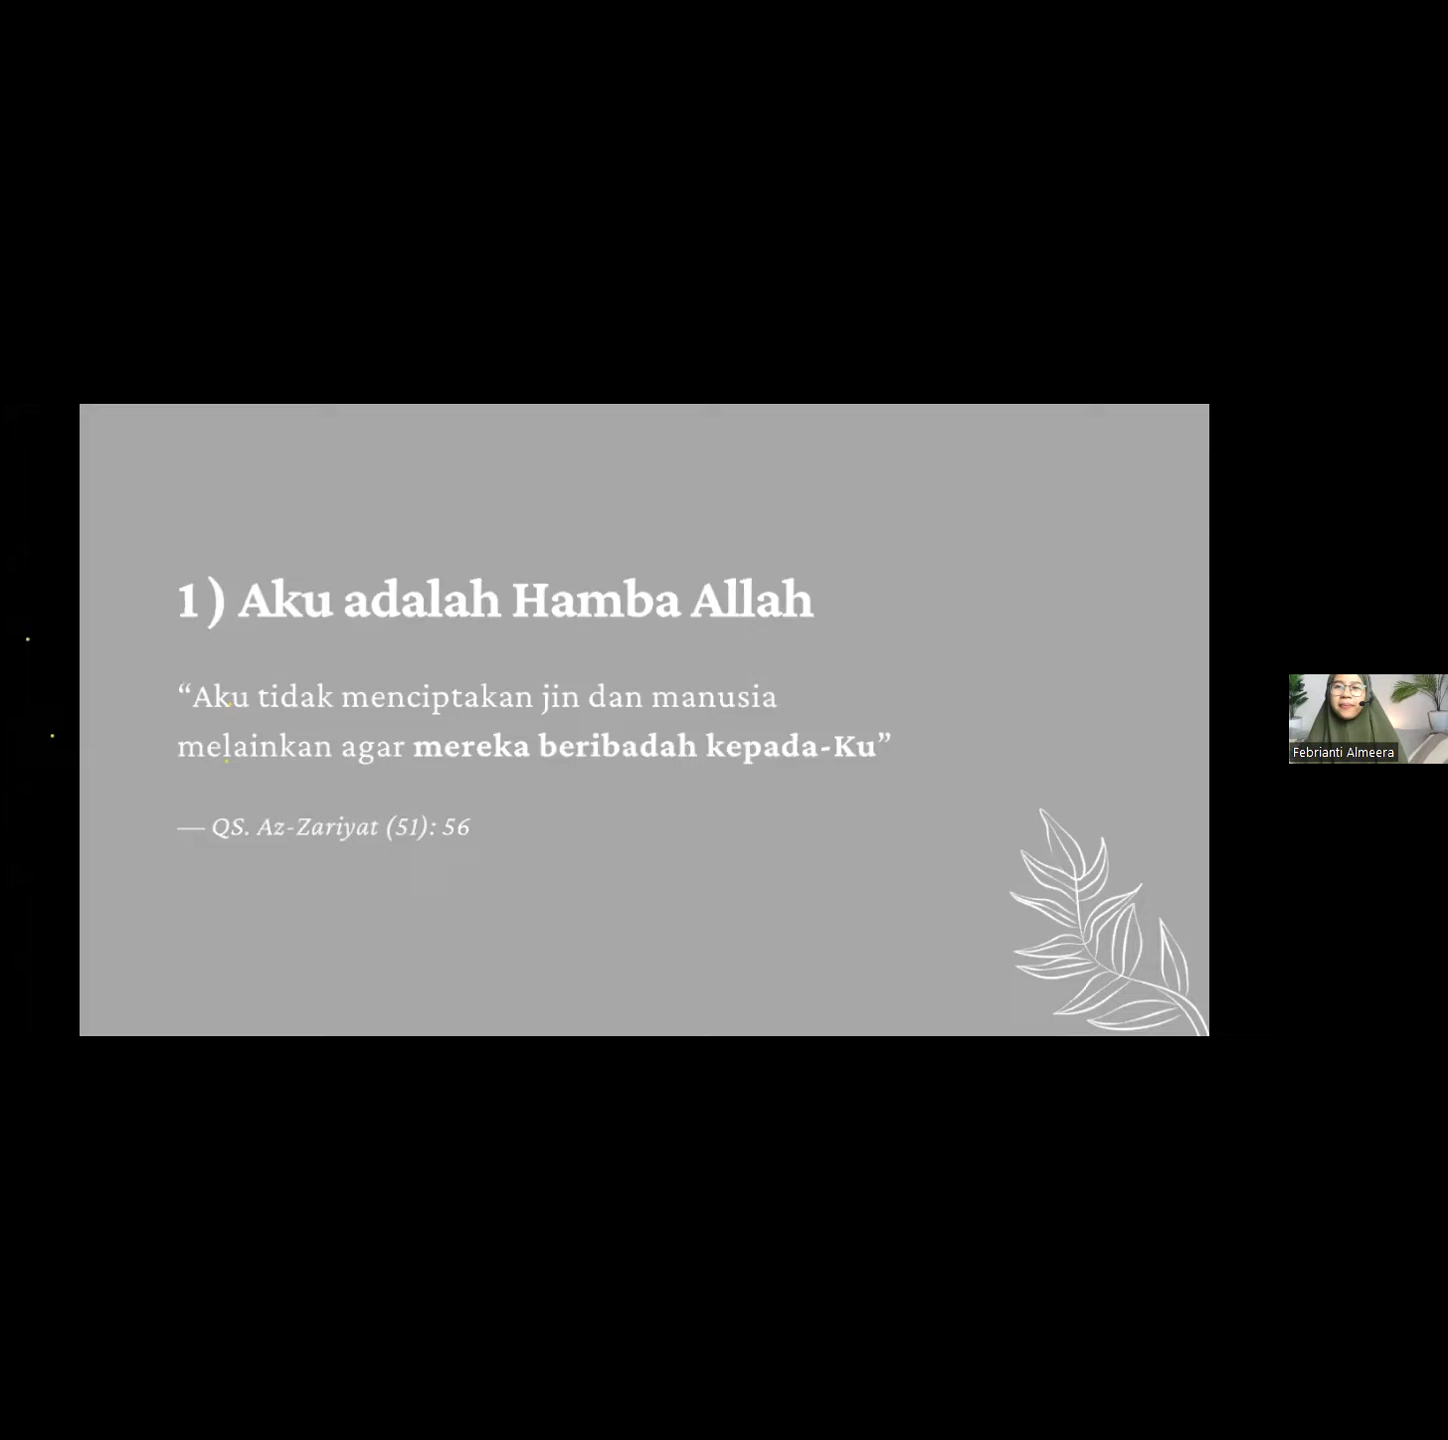 1) Aku adalah Hamba Allah
“Aku tidak menciptakan jin dan manusia
melainkan agar mereka beribadah kepada-Ku”
— QS. Az-Zariyat (51): 56
Febrianti Almeera